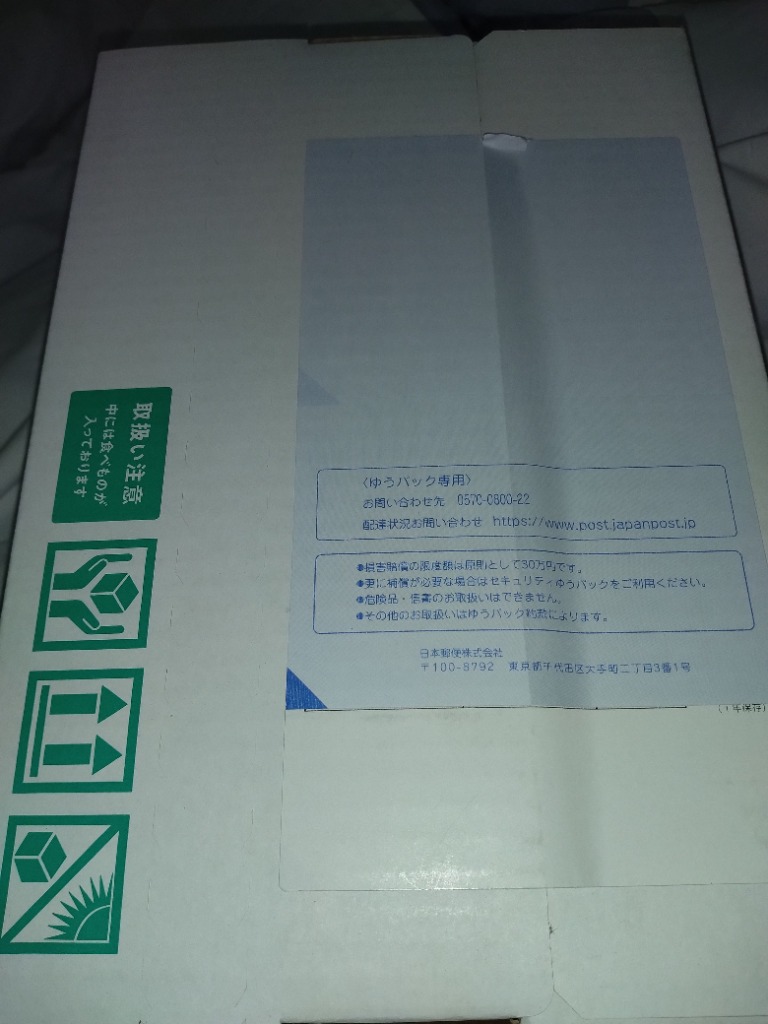 取扱い注意
中には食べものが
入っております
〈ゆうパック専用〉
お問い合わせ先 0570-0800-22
配達状況お問い合わせ https://www.post.japanpost.jp
●損害賠償の限度額は原則として30万円です。
●更に補償が必要な場合はセキュリティゆうパックをご利用ください。
●危険品・信書のお取扱いはできません。
●その他のお取扱いはゆうパック約款によります。
日本郵便株式会社
〒100-8792 東京都千代田区大手町二丁目3番1号
(1年保存)